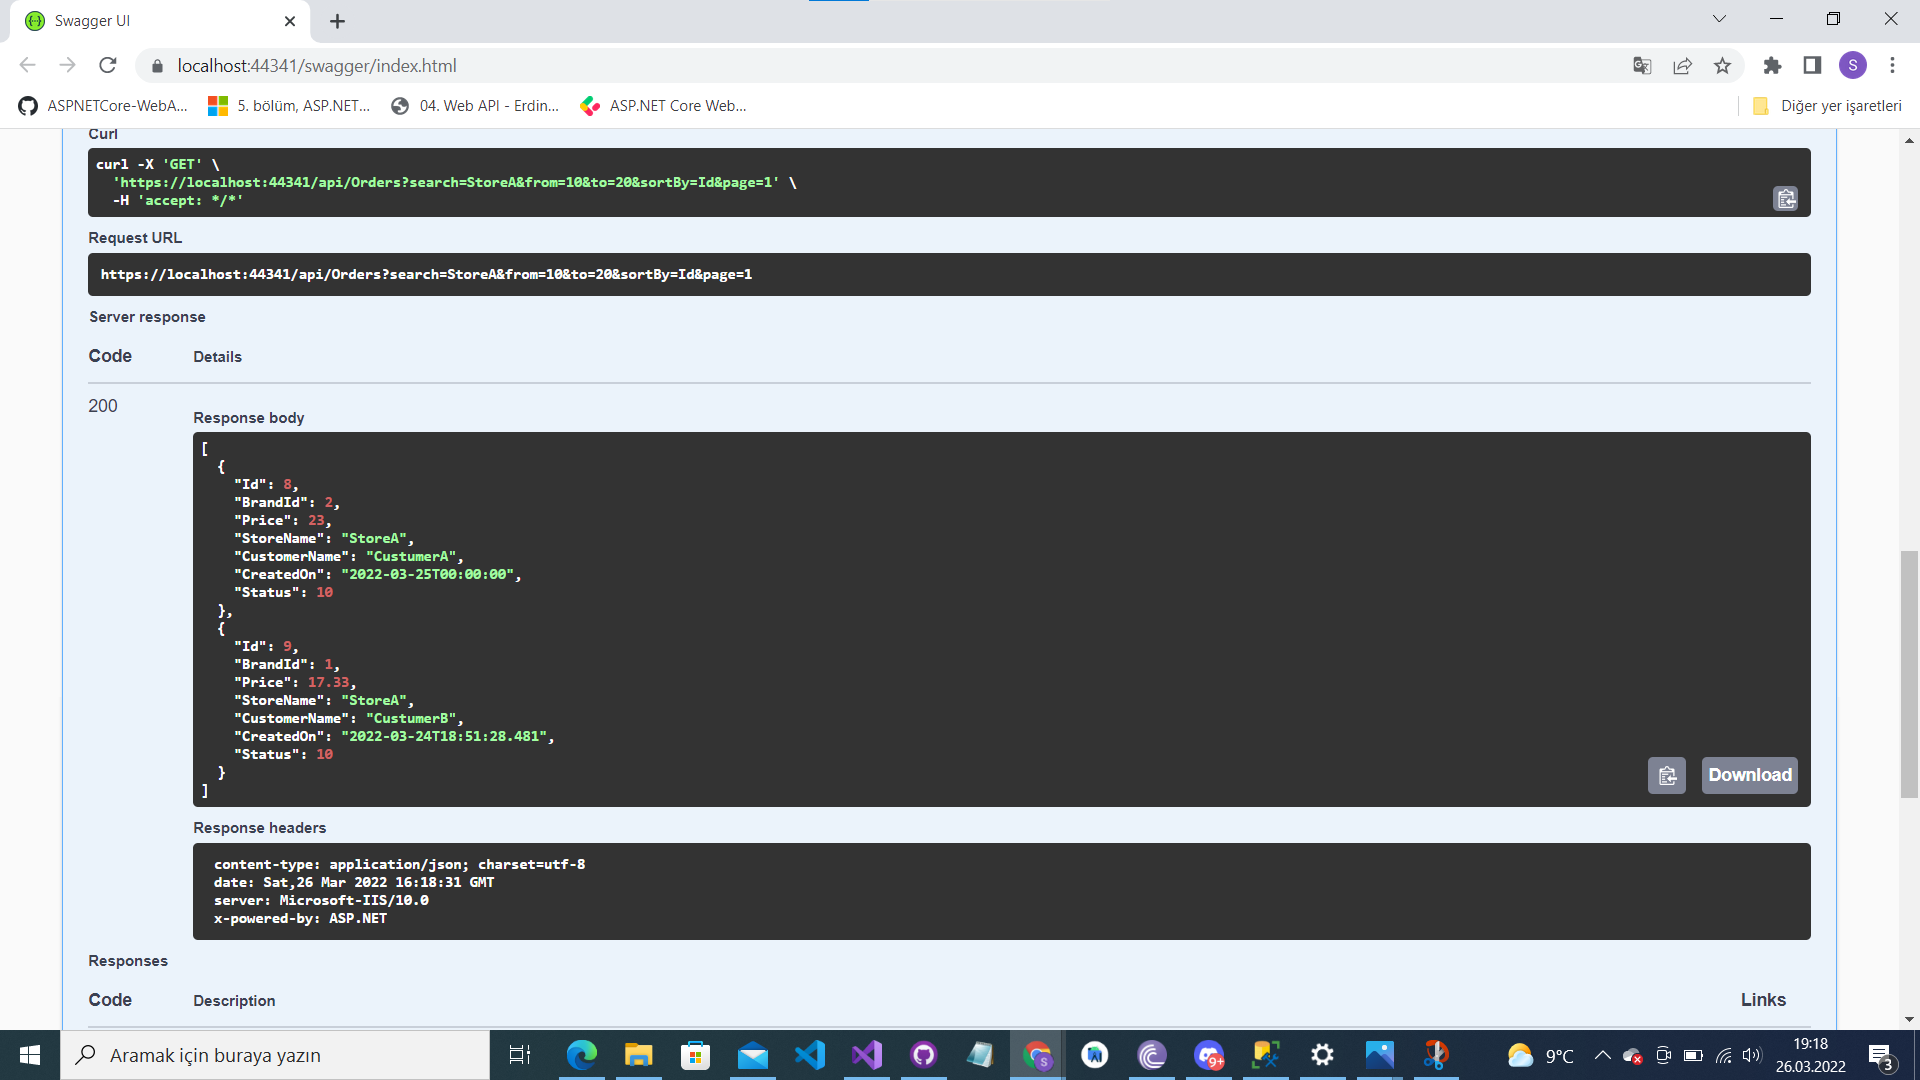 Swagger UI
localhost:44341/swagger/index.html
S
ASPNETCore-WebA...
5. bölüm, ASP.NET...
04. Web API - Erdin...
ASP.NET Core Web...
Diğer yer işaretleri
Curl
curl -X 'GET' \
'https://localhost:44341/api/Orders?search=StoreA&from=10&to=20&sortBy=Id&page=1' \
-H 'accept: */*'
Request URL
https://localhost:44341/api/Orders?search=StoreA&from=10&to=20&sortBy=Id&page=1
Server response
Code Details
200
Response body
[
{
"Id": 8,
"BrandId": 2,
"Price": 23,
"StoreName": "StoreA",
"CustomerName": "CustumerA",
"CreatedOn": "2022-03-25T00:00:00",
"Status": 10
},
{
"Id": 9,
"BrandId": 1,
"Price": 17.33,
"StoreName": "StoreA",
"CustomerName": "CustumerB",
"CreatedOn": "2022-03-24T18:51:28.481",
"Status": 10
}
]
Download
Response headers
content-type: application/json; charset=utf-8
date: Sat,26 Mar 2022 16:18:31 GMT
server: Microsoft-IIS/10.0
x-powered-by: ASP.NET
Responses
Code Description Links
Aramak için buraya yazın
S
9+
9°C
19:18
26.03.2022
3